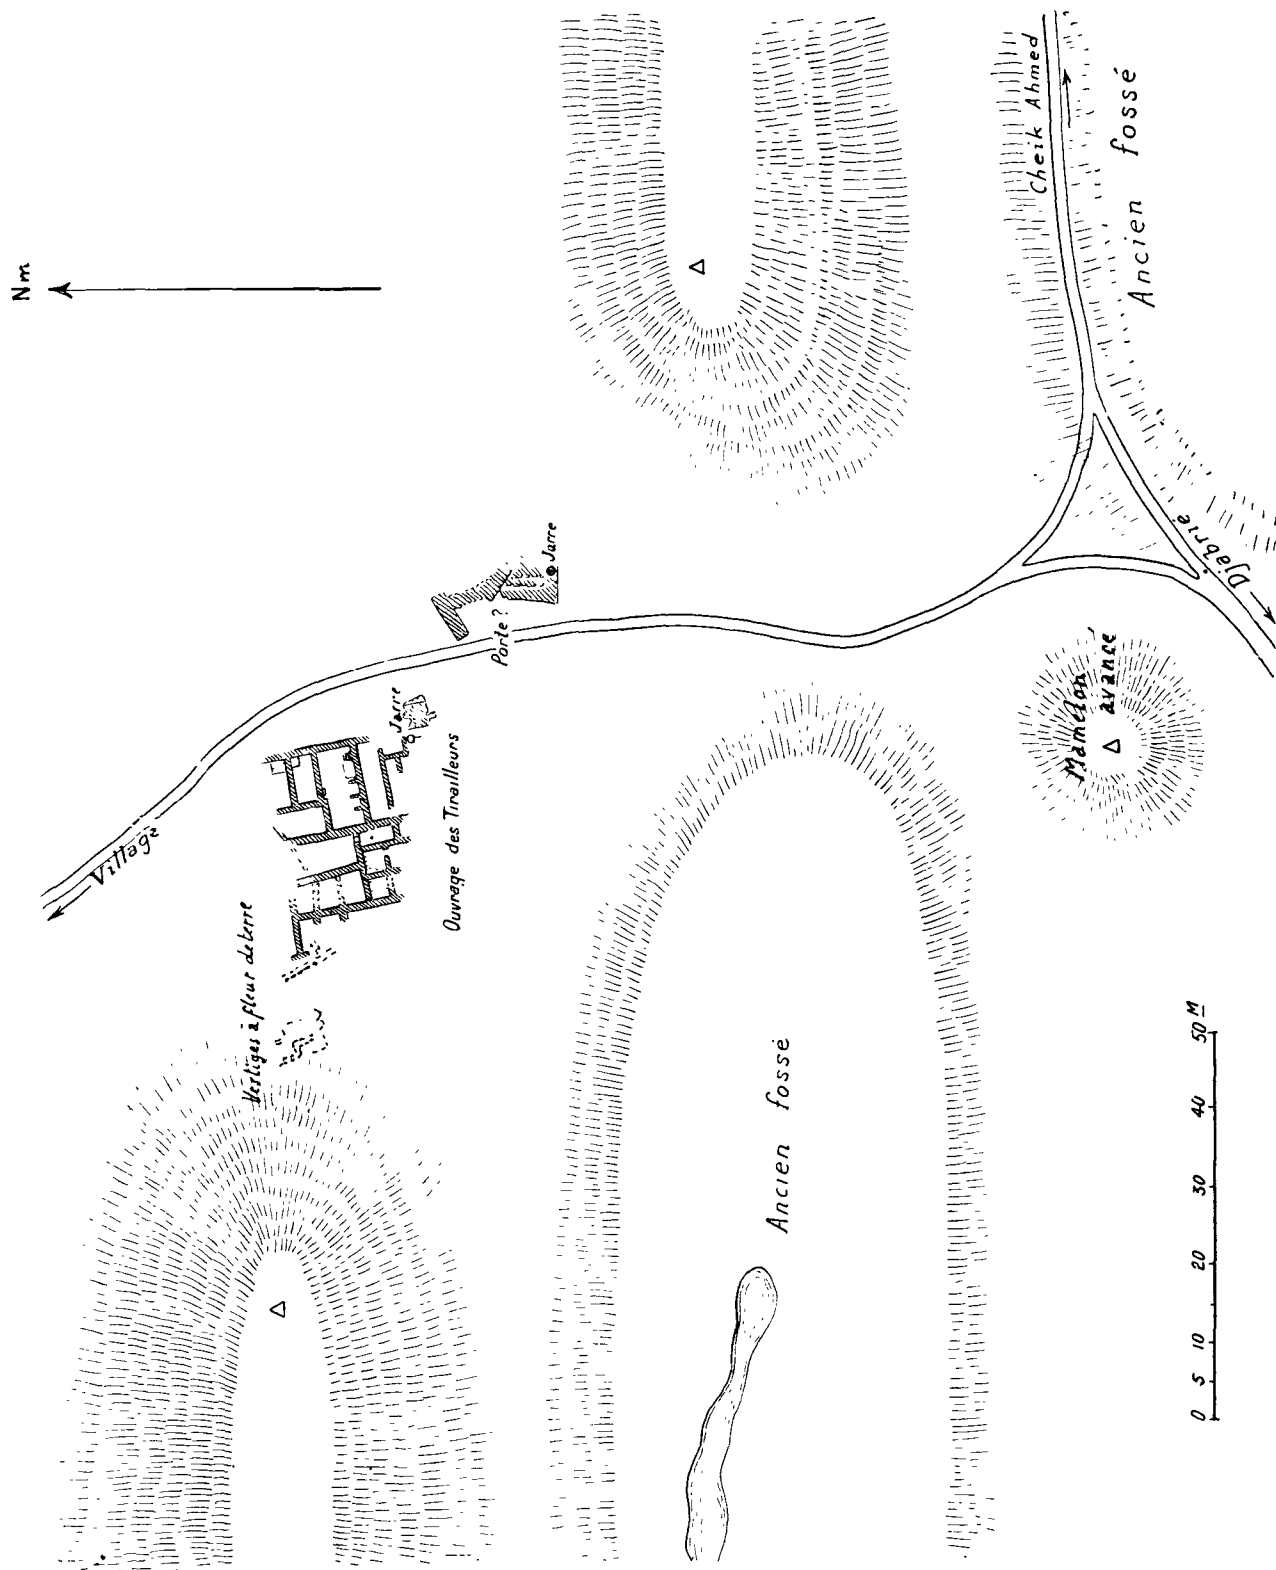 Nm
Village
Vestiges à fleur de terre
Jarre
Ouvrage des Tirailleurs
Porte ?
Jarre
Cheik Ahmed
Ancien fossé
Djabrié
Mamelon
avancé
Ancien fossé
0 5 10 20 30 40 50 M